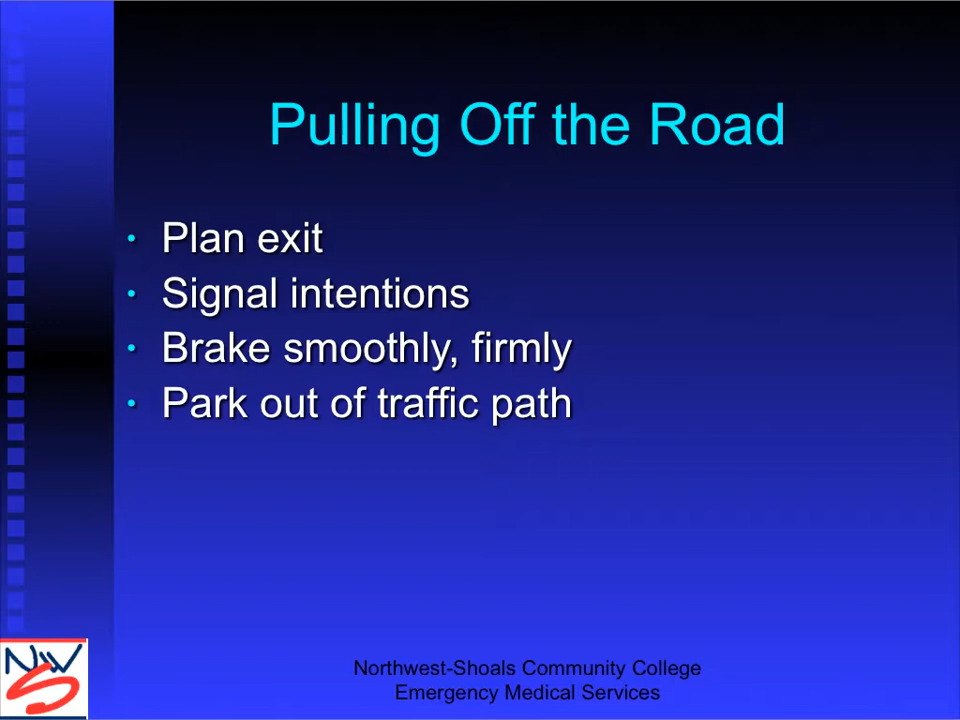 Pulling Off the Road
• Plan exit
• Signal intentions
• Brake smoothly, firmly
• Park out of traffic path
NWS
Northwest-Shoals Community College
Emergency Medical Services